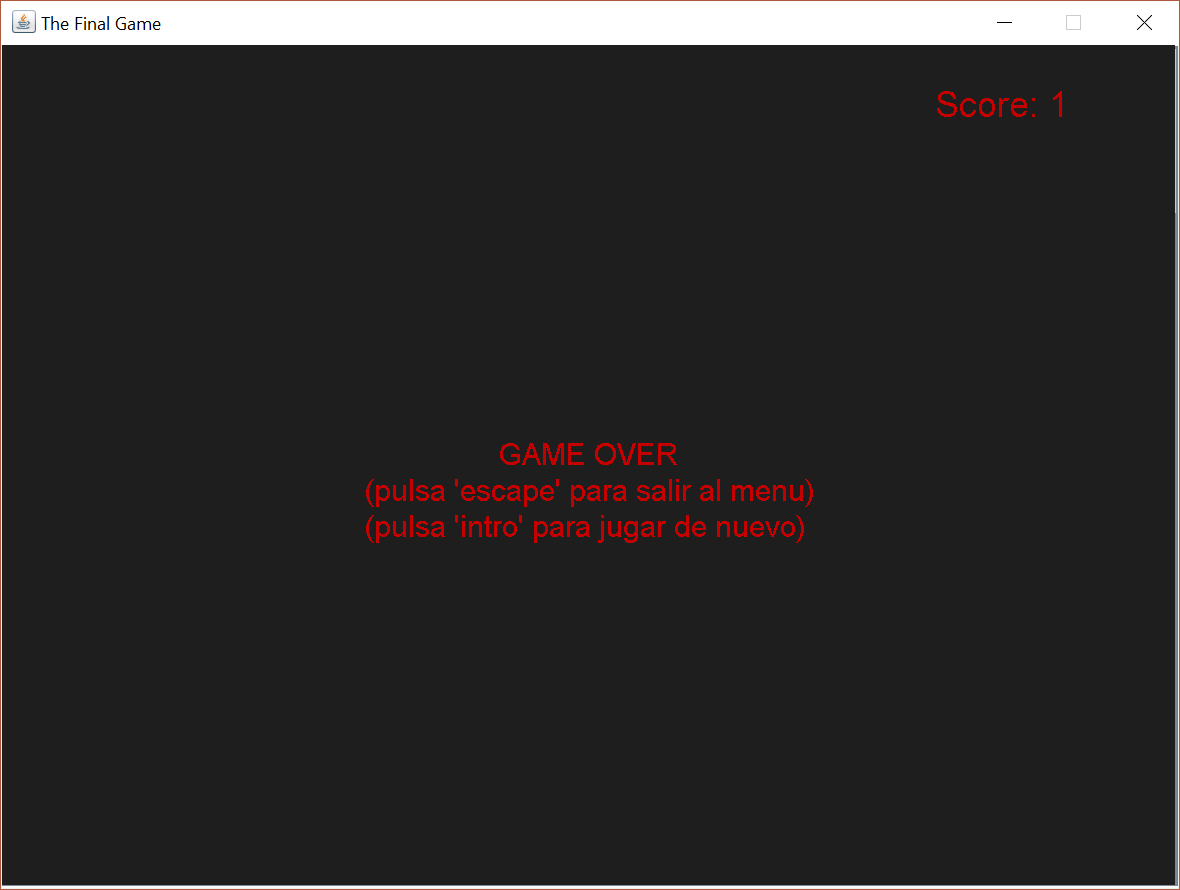 The Final Game
Score: 1
GAME OVER
(pulsa 'escape' para salir al menu)
(pulsa 'intro' para jugar de nuevo)